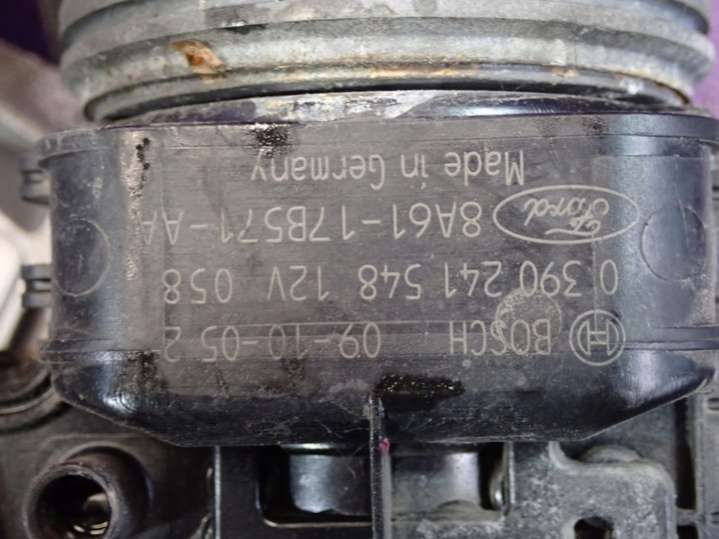 BOSCH 09-10-05 2
0 390 241 548 12V 058
Ford 8A61-17B571-AA
Made in Germany